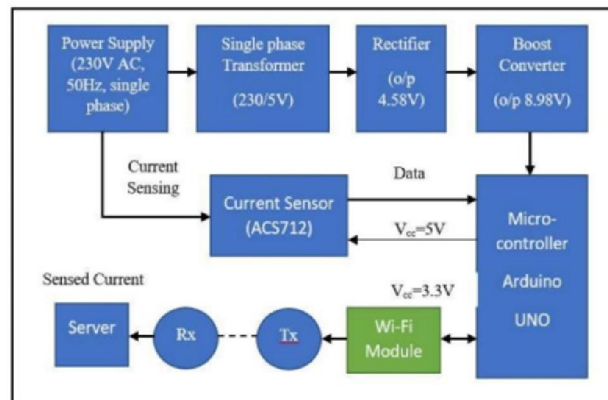 Power Supply
(230V AC,
50Hz, single
phase)
Single phase
Transformer
(230/5V)
Rectifier
(o/p
4.58V)
Boost
Converter
(o/p 8.98V)
Current
Sensing
Current Sensor
(ACS712)
Data
Vcc=5V
Micro-
controller
Arduino
UNO
Sensed Current
Server
Rx
Tx
Vcc=3.3V
Wi-Fi
Module